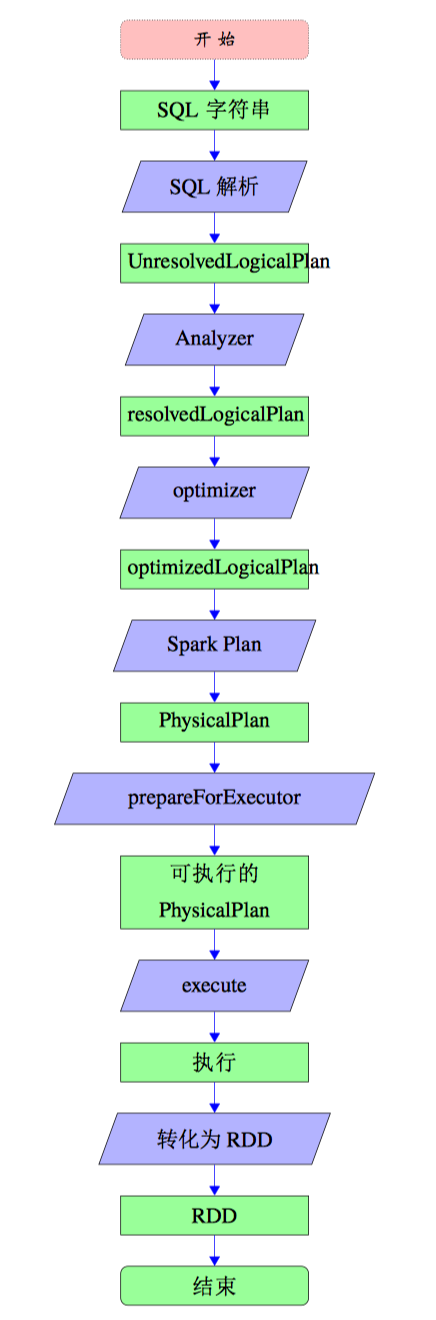 开 始
SQL 字符串
SQL 解析
UnresolvedLogicalPlan
Analyzer
resolvedLogicalPlan
optimizer
optimizedLogicalPlan
Spark Plan
PhysicalPlan
prepareForExecutor
可执行的
PhysicalPlan
execute
执行
转化为 RDD
RDD
结束